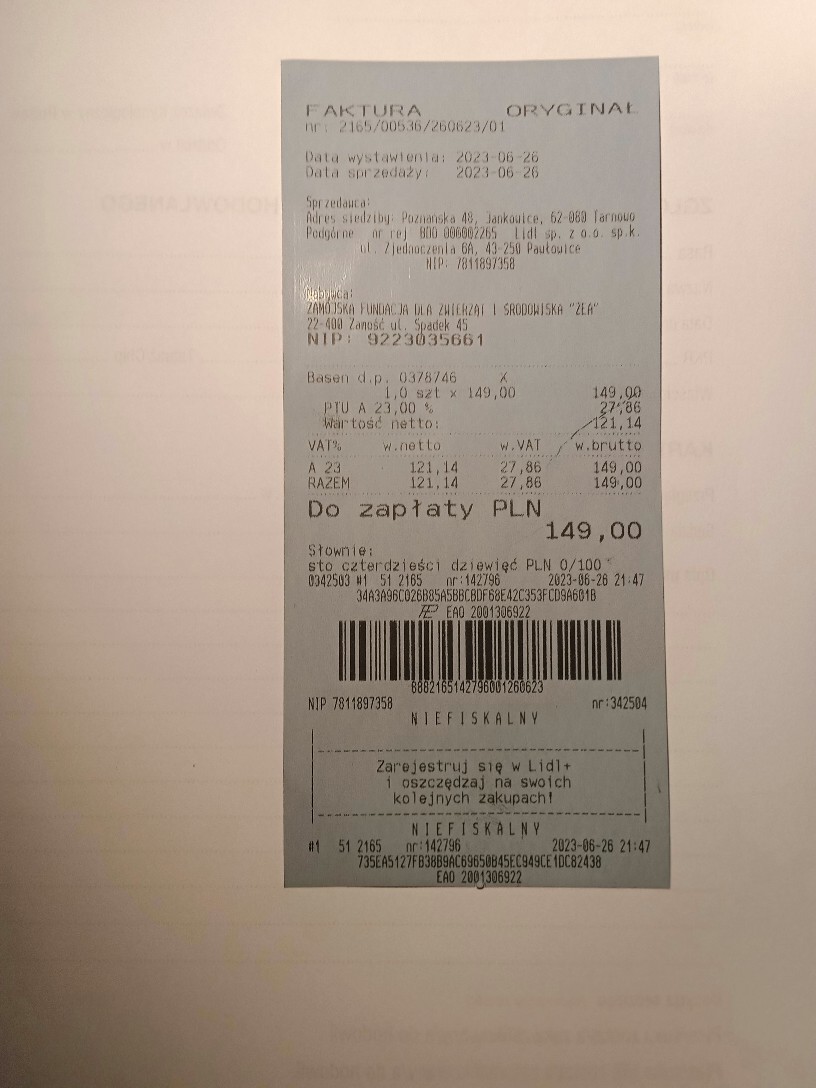 FAKTURA ORYGINAŁ
nr: 2165/00536/260623/01
Data wystawienia: 2023-06-26
Data sprzedaży: 2023-06-26
Sprzedawca:
Adres siedziby: Poznańska 48, Jankowice, 62-080 Tarnowo
Podgórne nr rej BDO 000002265 Lidl sp. z o.o. sp.k.
ul. Zjednoczenia 6A, 43-250 Pawłowice
NIP: 7811897358
Nabywca:
ZAMOJSKA FUNDACJA DLA ZWIERZĄT I ŚRODOWISKA "ŻEA"
22-400 Zamość ul. Spadek 45
NIP: 9223035661
Basen d.p. 0378746 X
1,0 szt × 149,00 149,00
PTU A 23,00 % 27,86
Wartość netto: 121,14
VAT% w.netto w.VAT w.brutto
A 23 121,14 27,86 149,00
RAZEM 121,14 27,86 149,00
Do zapłaty PLN
149,00
Słownie:
sto czterdzieści dziewięć PLN 0/100
0342503 #1 51 2165 nr:142796 2023-06-26 21:47
34A3A96C026B85A5BBCBDF68E42C353FCD9A601B
EAO 2001306922
8882165142796001260623
NIP 7811897358 nr:342504
NIEFISKALNY
Zarejestruj się w Lidl+
i oszczędzaj na swoich
kolejnych zakupach!
NIEFISKALNY
#1 51 2165 nr:142796 2023-06-26 21:47
735EA5127FB38B9AC69650B45EC949CE1DC82438
EAO 2001306922